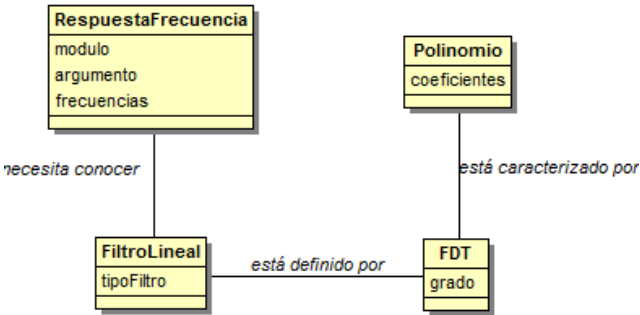 RespuestaFrecuencia
modulo
argumento
frecuencias
Polinomio
coeficientes
necesita conocer
está caracterizado por
FiltroLineal
tipoFiltro
está definido por
FDT
grado